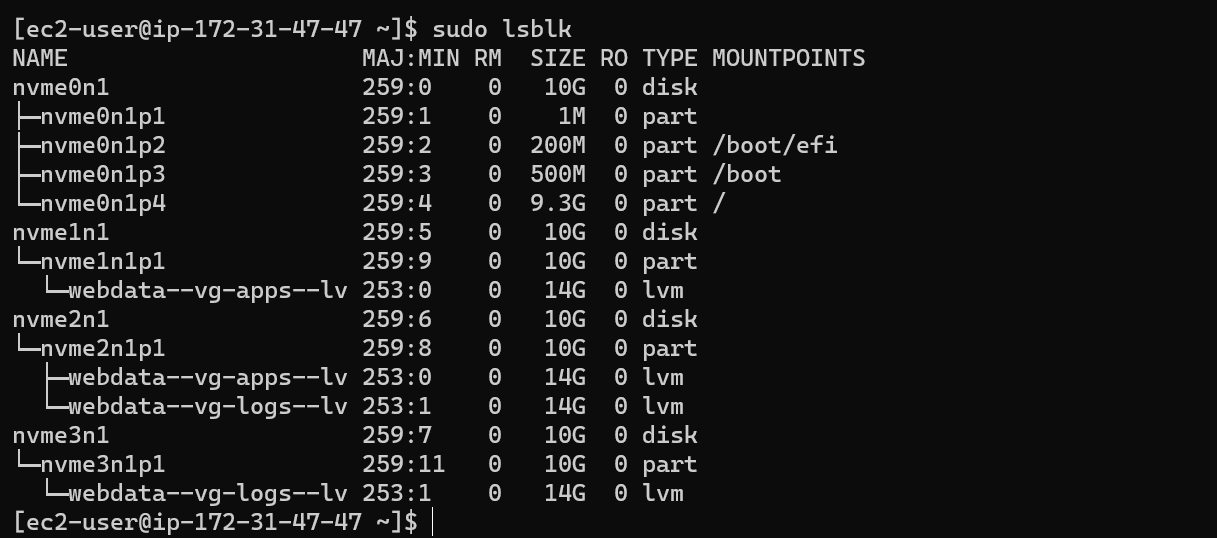 [ec2-user@ip-172-31-47-47 ~]$ sudo lsblk
NAME                     MAJ:MIN RM  SIZE RO TYPE MOUNTPOINTS
nvme0n1                  259:0    0   10G  0 disk
├─nvme0n1p1              259:1    0    1M  0 part
├─nvme0n1p2              259:2    0  200M  0 part /boot/efi
├─nvme0n1p3              259:3    0  500M  0 part /boot
└─nvme0n1p4              259:4    0  9.3G  0 part /
nvme1n1                  259:5    0   10G  0 disk
└─nvme1n1p1              259:9    0   10G  0 part
  └─webdata--vg-apps--lv 253:0    0   14G  0 lvm
nvme2n1                  259:6    0   10G  0 disk
└─nvme2n1p1              259:8    0   10G  0 part
  ├─webdata--vg-apps--lv 253:0    0   14G  0 lvm
  └─webdata--vg-logs--lv 253:1    0   14G  0 lvm
nvme3n1                  259:7    0   10G  0 disk
└─nvme3n1p1              259:11   0   10G  0 part
  └─webdata--vg-logs--lv 253:1    0   14G  0 lvm
[ec2-user@ip-172-31-47-47 ~]$